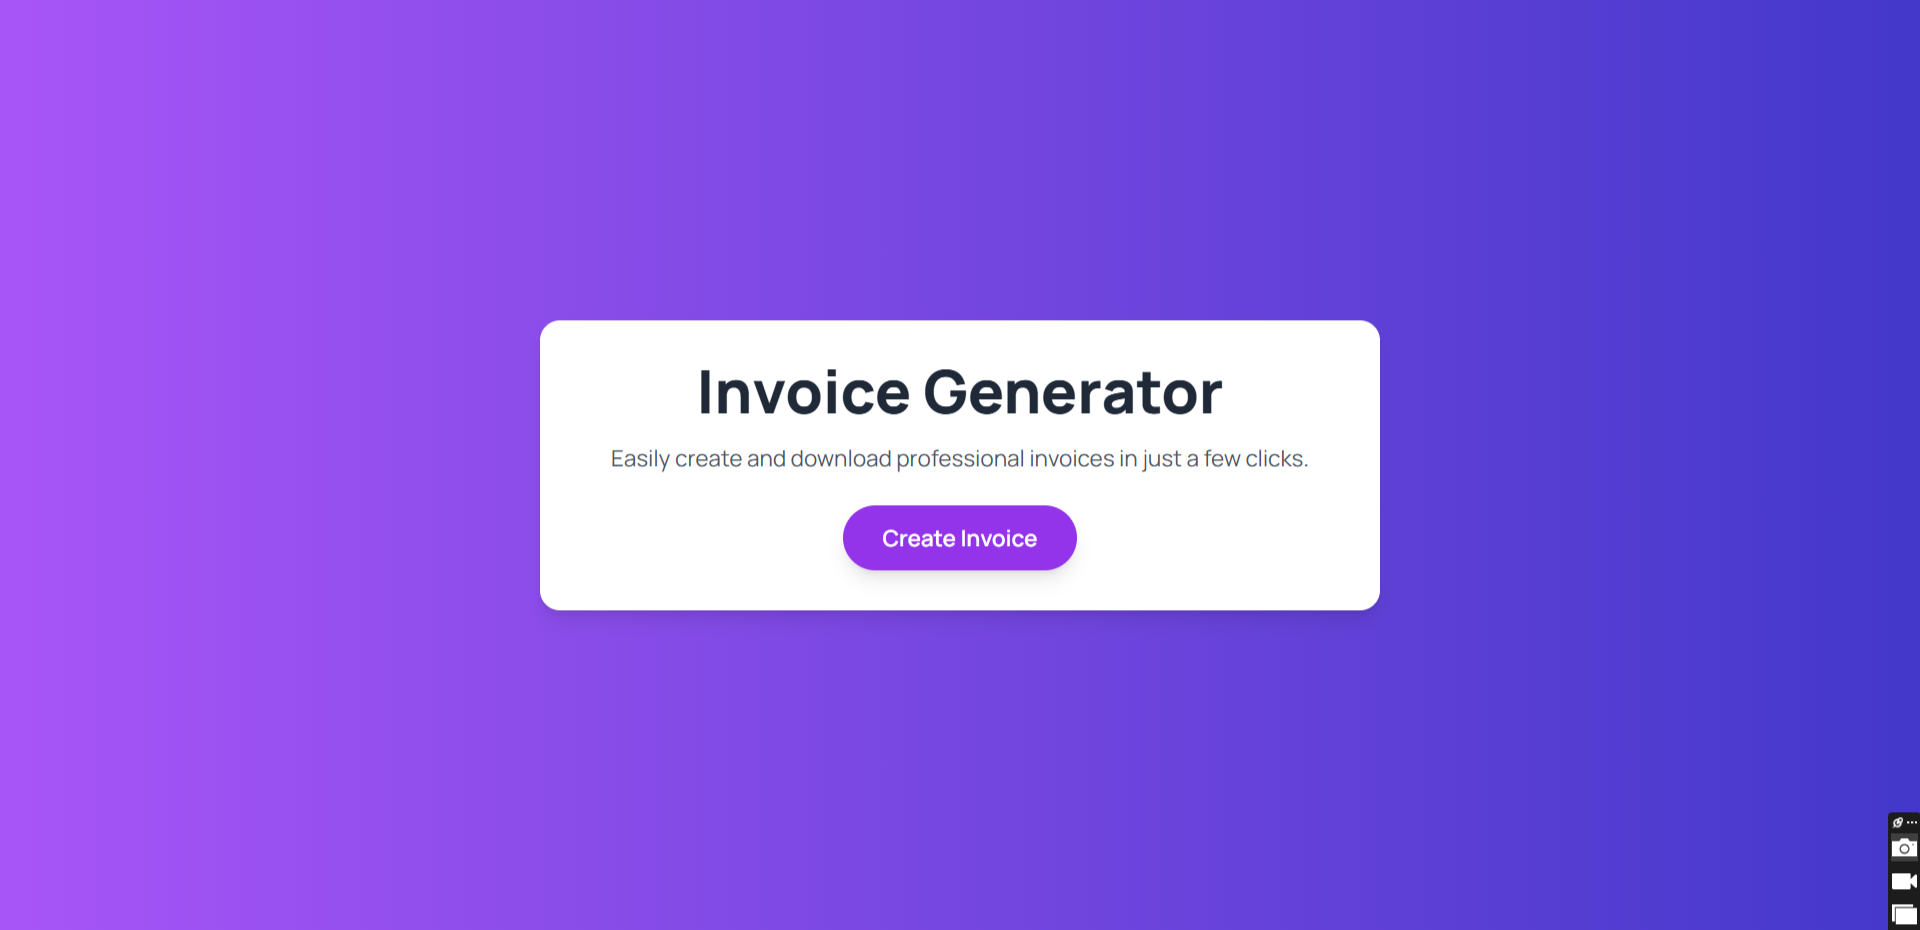 Invoice Generator
Easily create and download professional invoices in just a few clicks.
Create Invoice